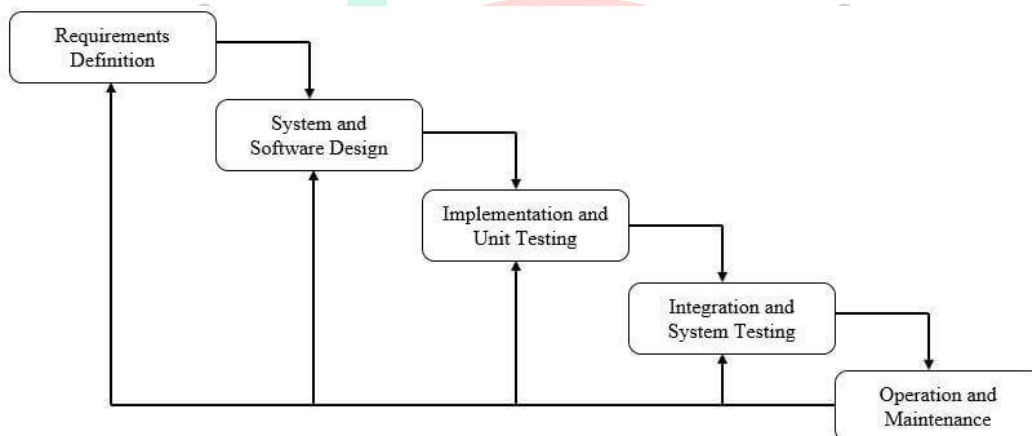 Requirements
Definition
System and
Software Design
Implementation and
Unit Testing
Integration and
System Testing
Operation and
Maintenance